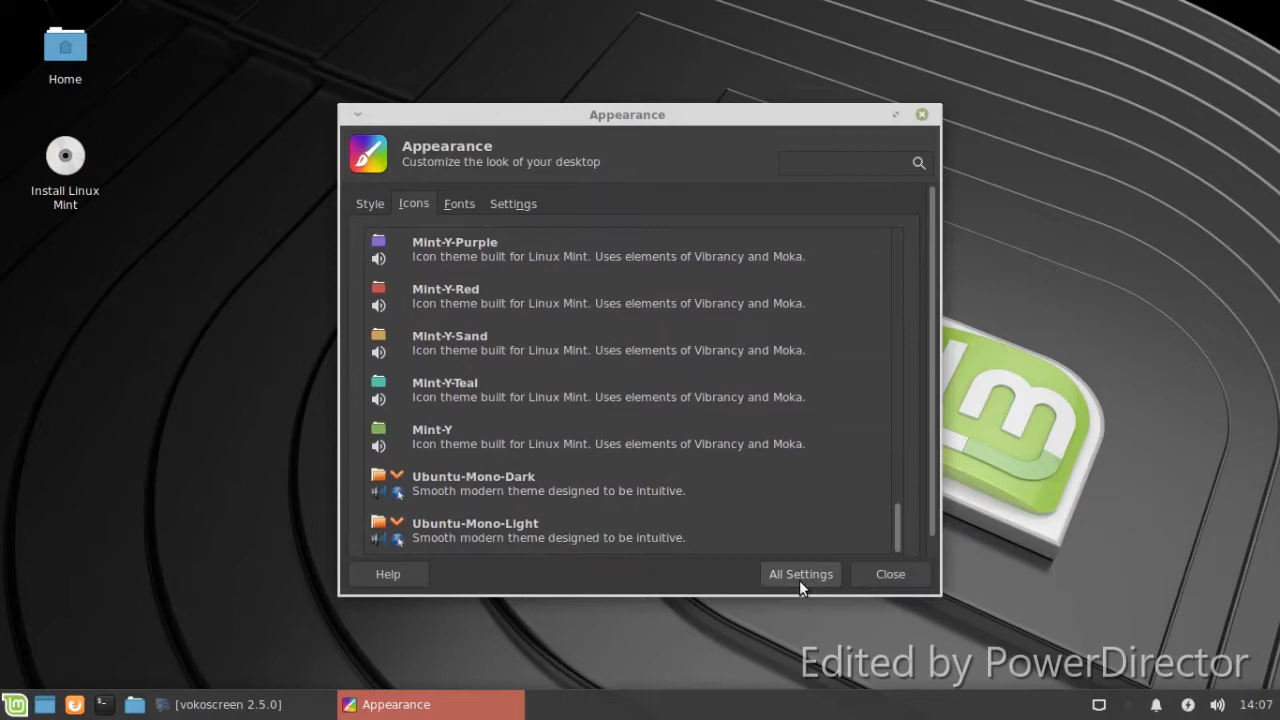 Home
Install Linux
Mint
Appearance
Appearance
Customize the look of your desktop
Style Icons Fonts Settings
Mint-Y-Purple
Icon theme built for Linux Mint. Uses elements of Vibrancy and Moka.
Mint-Y-Red
Icon theme built for Linux Mint. Uses elements of Vibrancy and Moka.
Mint-Y-Sand
Icon theme built for Linux Mint. Uses elements of Vibrancy and Moka.
Mint-Y-Teal
Icon theme built for Linux Mint. Uses elements of Vibrancy and Moka.
Mint-Y
Icon theme built for Linux Mint. Uses elements of Vibrancy and Moka.
Ubuntu-Mono-Dark
Smooth modern theme designed to be intuitive.
Ubuntu-Mono-Light
Smooth modern theme designed to be intuitive.
Help All Settings Close
Edited by PowerDirector
[vokoscreen 2.5.0] Appearance 14:07